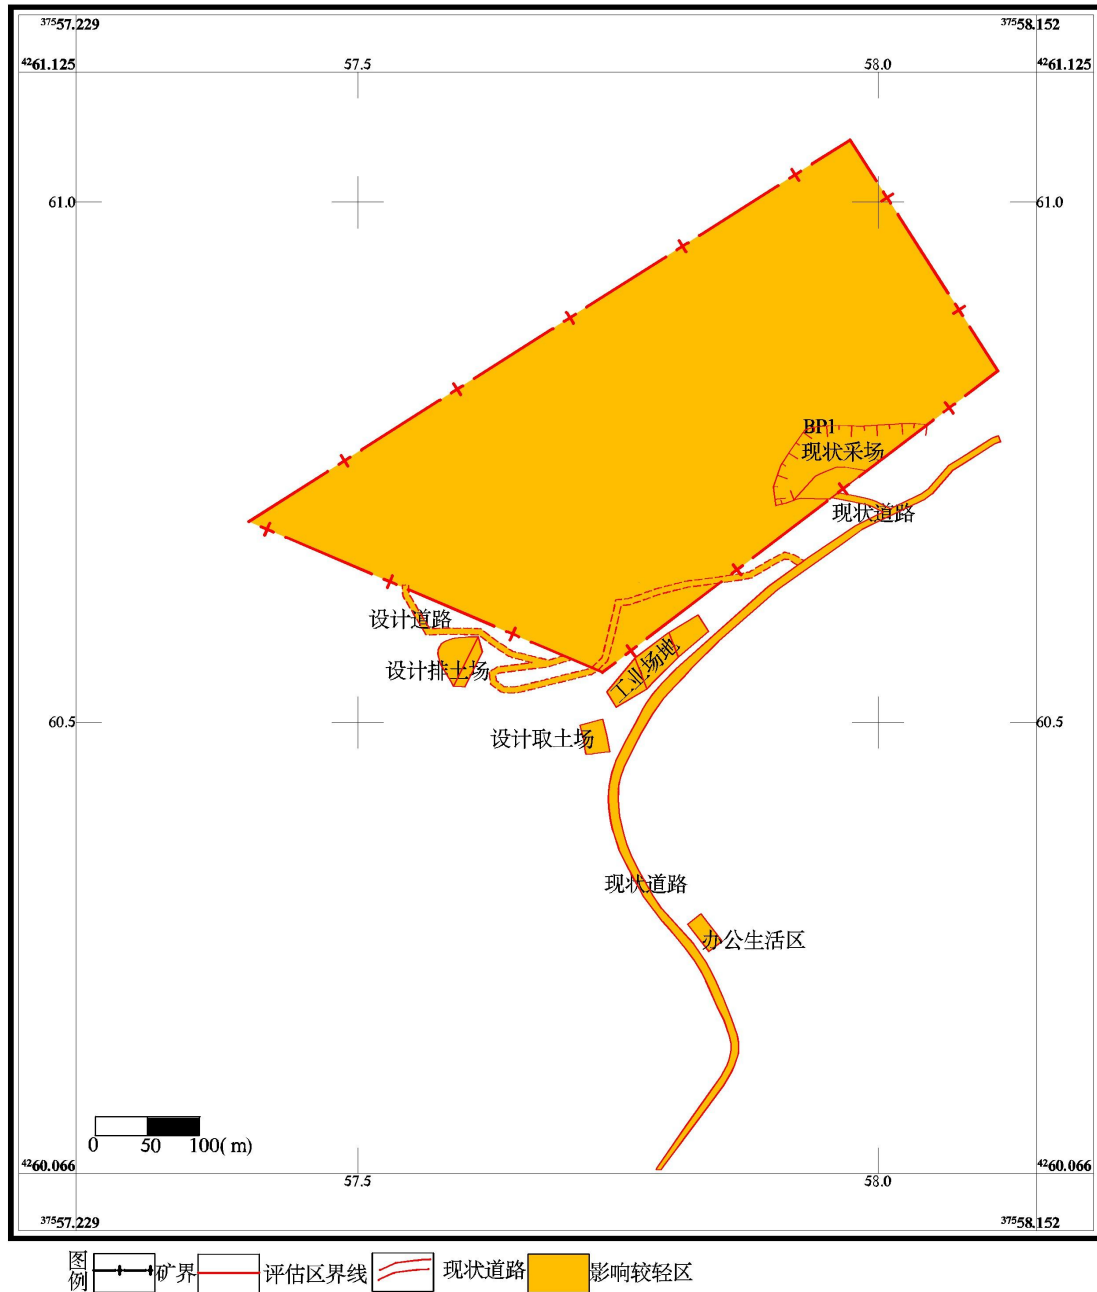 ³⁷⁵⁵57.229 ³⁷⁵⁵58.152
⁴²61.125 57.5 58.0 ⁴²61.125
61.0 61.0
BP1
现状采场
现状道路
设计道路
工业场地
设计排土场
60.5 60.5
设计取土场
现状道路
办公生活区
0 50 100( m)
⁴²60.066 ⁴²60.066
57.5 58.0
³⁷⁵⁵57.229 ³⁷⁵⁵58.152
图例 矿界 评估区界线 现状道路 影响较轻区